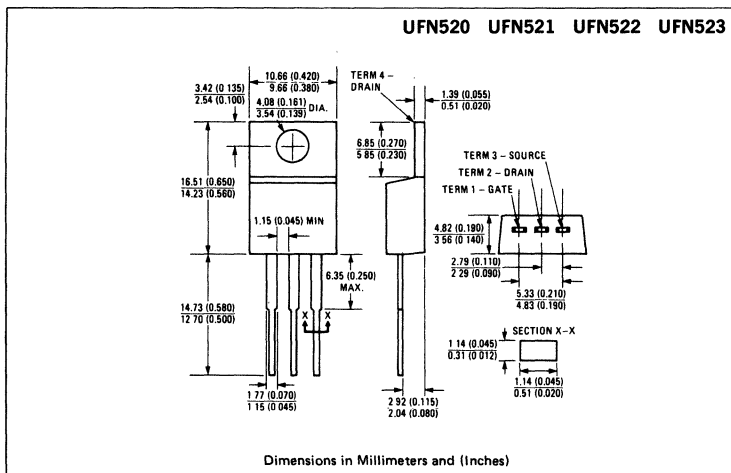 UFN520 UFN521 UFN522 UFN523
10.66 (0.420)
9.66 (0.380)
TERM 4 –
DRAIN
3.42 (0 135)
2.54 (0.100)
4.08 (0.161) DIA.
3.54 (0.139)
1.39 (0.055)
0.51 (0.020)
6.85 (0.270)
5 85 (0.230)
TERM 3 – SOURCE
TERM 2 – DRAIN
TERM 1 – GATE
16.51 (0.650)
14.23 (0.560)
1.15 (0.045) MIN
4.82 (0.190)
3 56 (0 140)
6.35 (0.250)
MAX.
2.79 (0.110)
2 29 (0.090)
5.33 (0.210)
4.83 (0.190)
14.73 (0.580)
12 70 (0.500)
X X
SECTION X–X
1 14 (0.045)
0.31 (0 012)
1.14 (0.045)
0.51 (0.020)
1 77 (0.070)
1 15 (0 045)
2 92 (0.115)
2.04 (0.080)
Dimensions in Millimeters and (Inches)